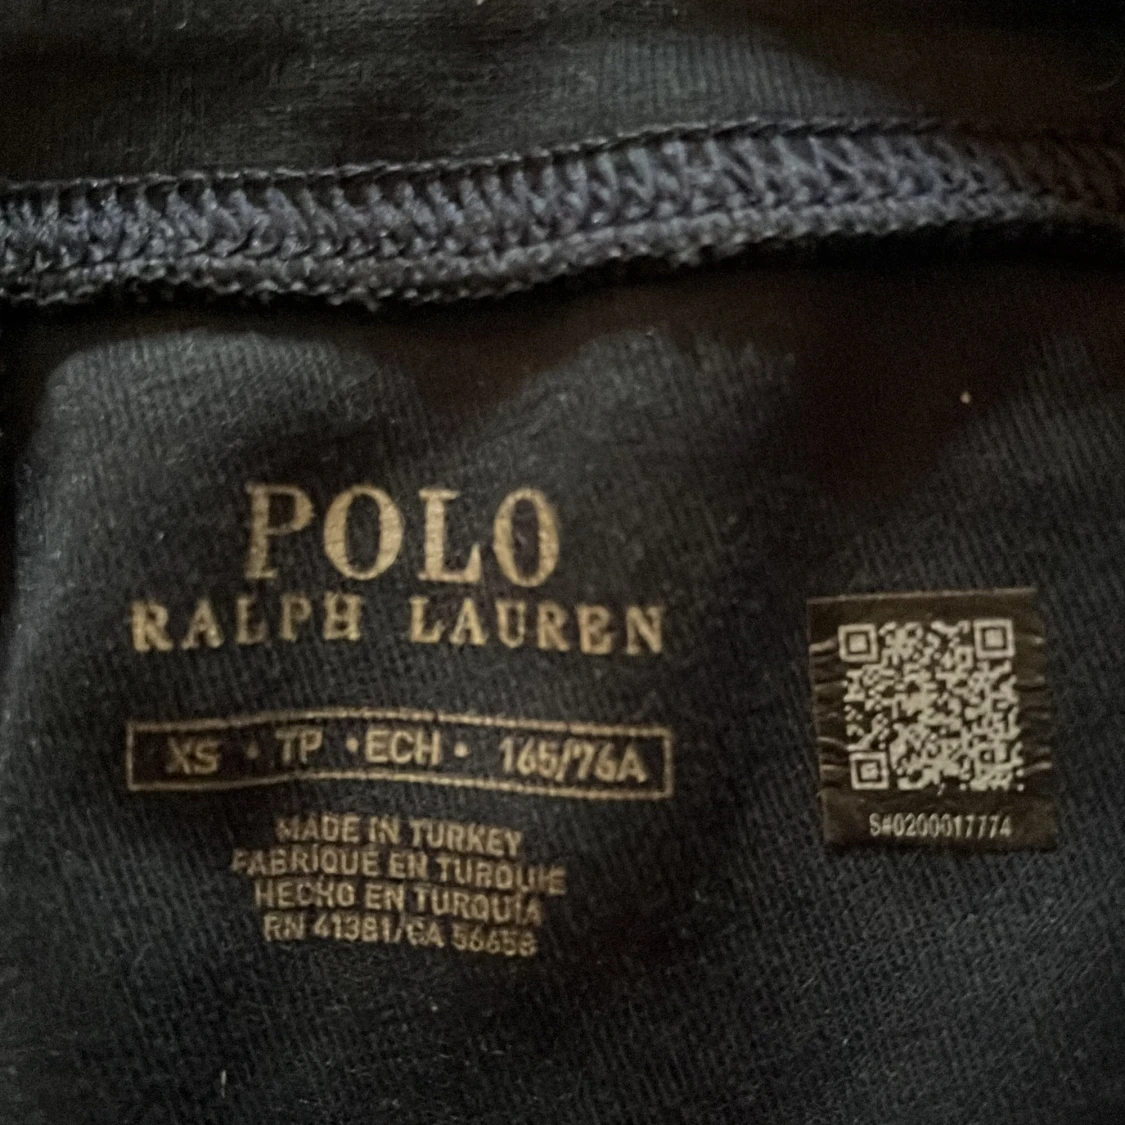 POLO
RALPH LAUREN
XS • TP • ECH • 165/76A
MADE IN TURKEY
FABRIQUÉ EN TURQUIE
HECHO EN TURQUÍA
RN 41381/CA 56658
S#0200017774